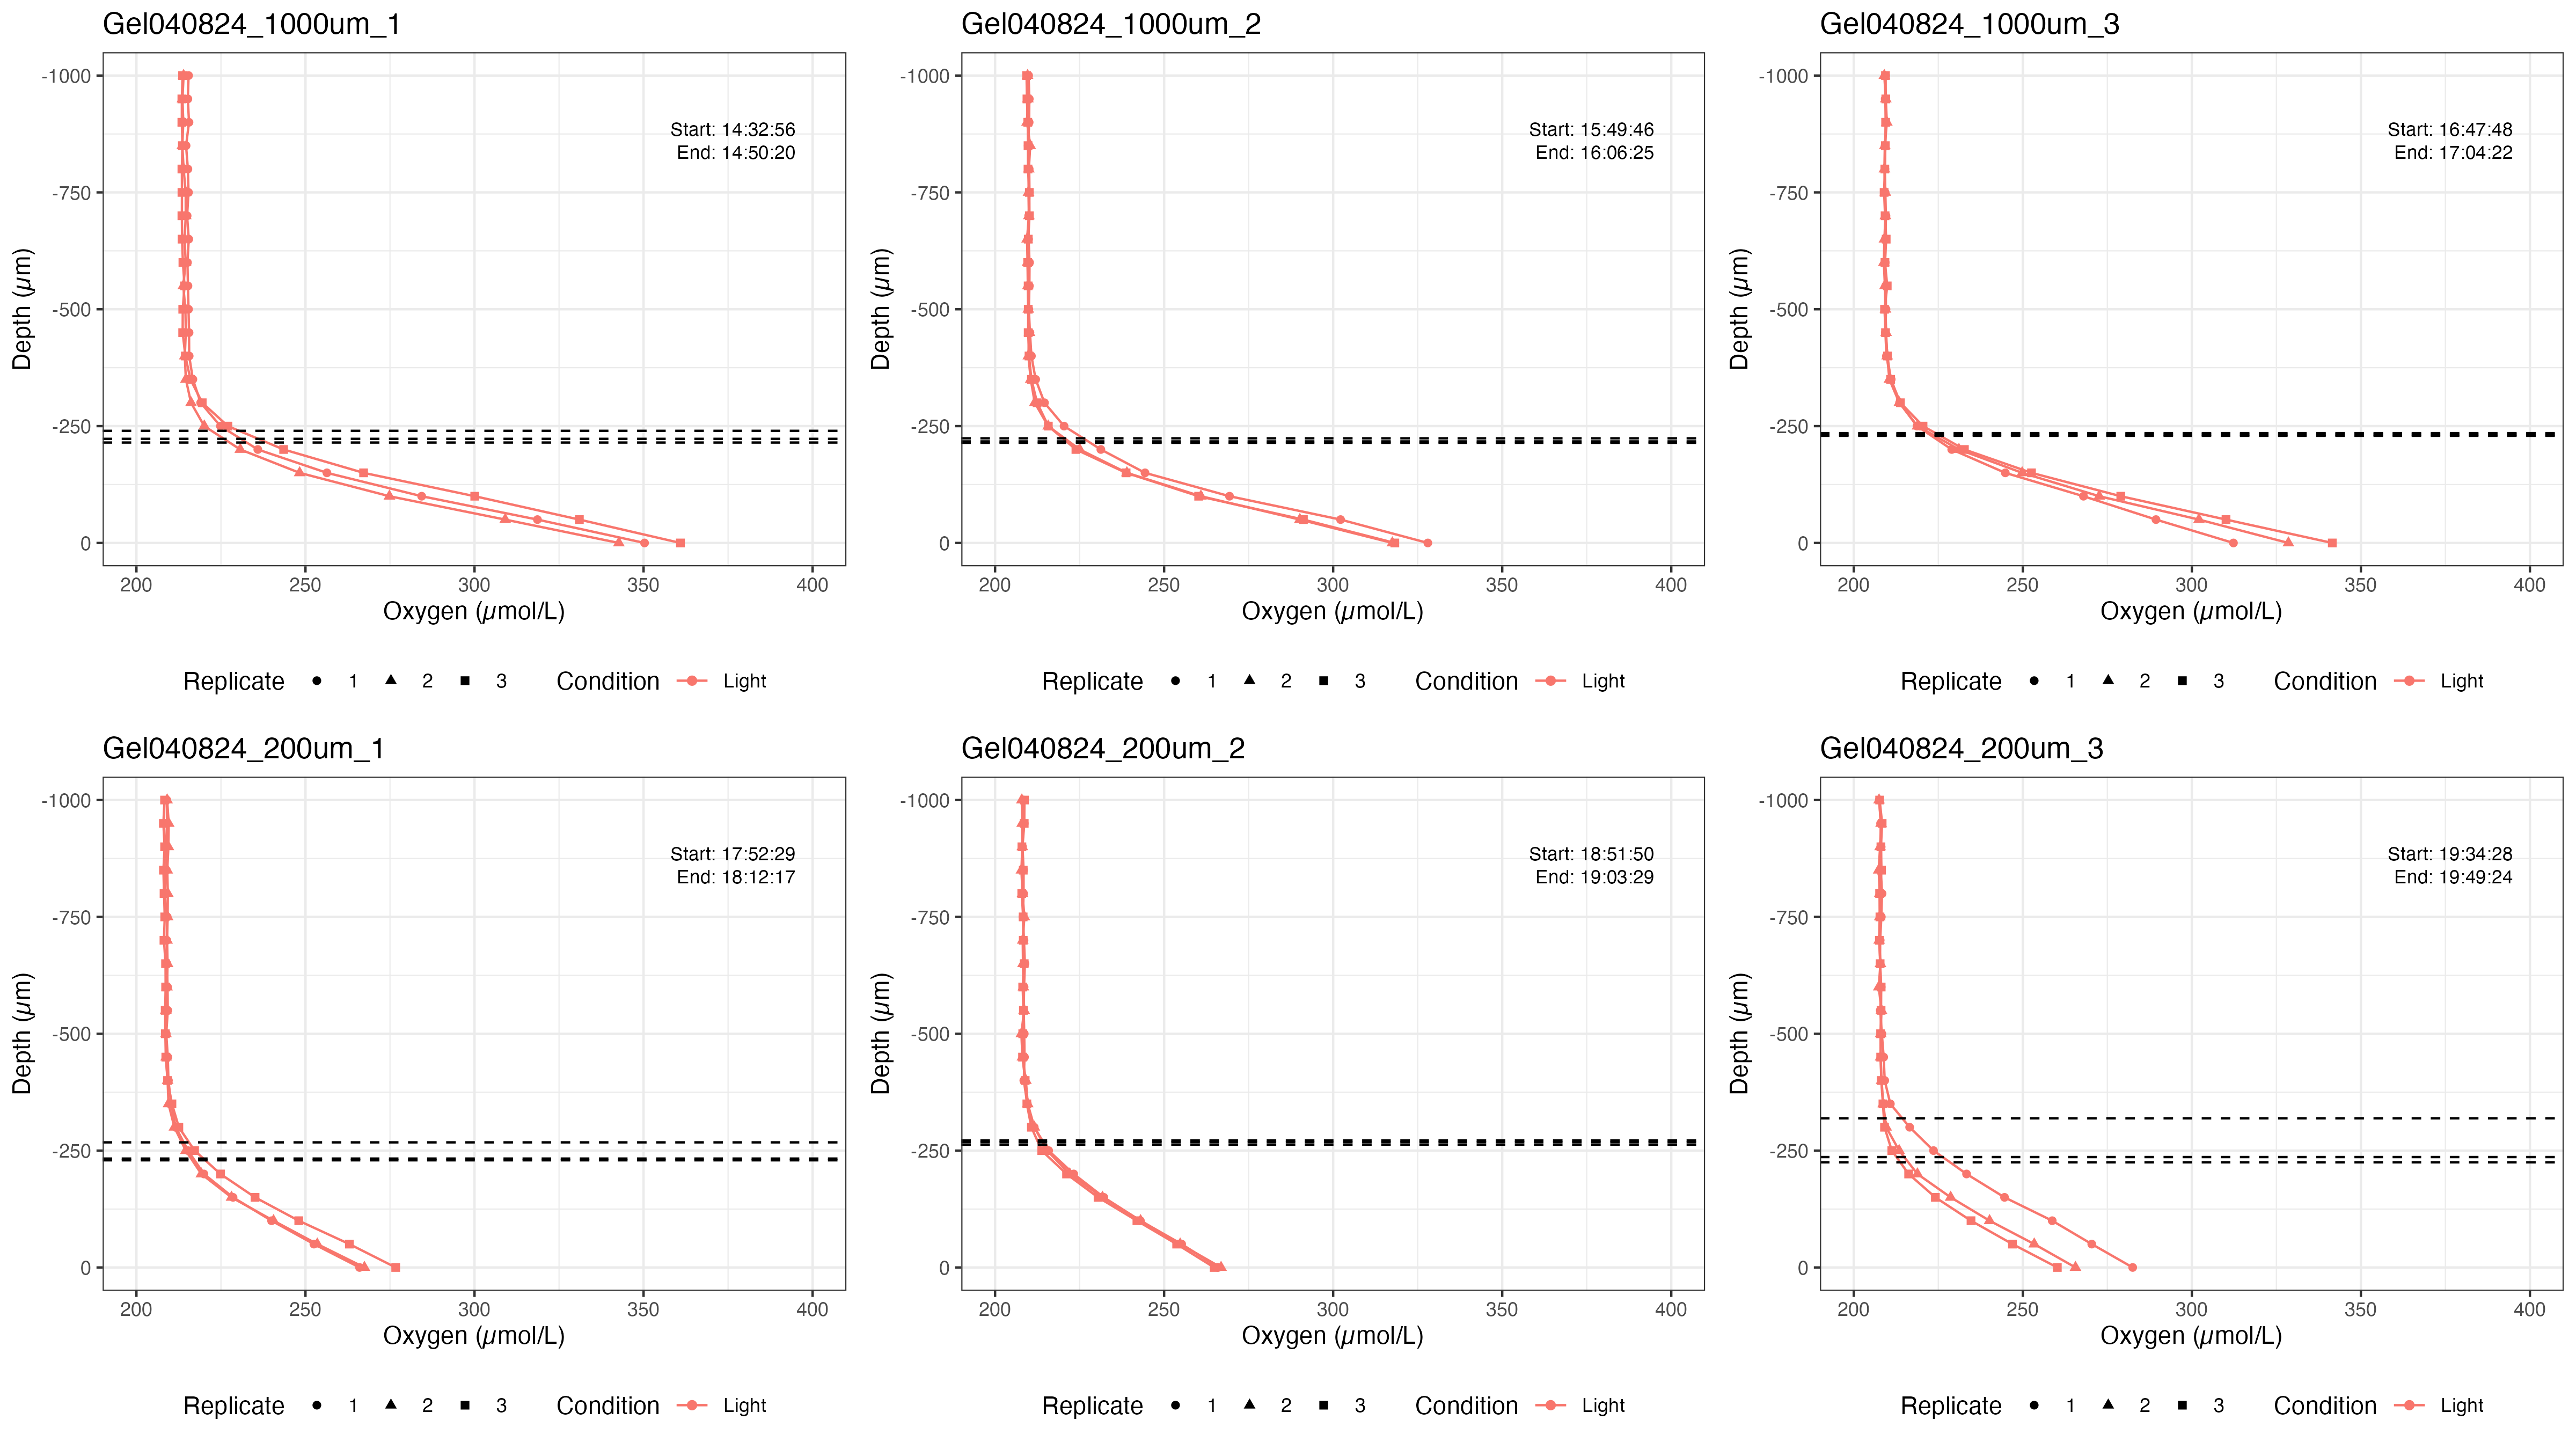 Gel040824_1000um_1
Start: 14:32:56
End: 14:50:20
-1000
-750
-500
-250
0
Depth (µm)
200 250 300 350 400
Oxygen (µmol/L)
Replicate 1 2 3 Condition Light
Gel040824_1000um_2
Start: 15:49:46
End: 16:06:25
-1000
-750
-500
-250
0
Depth (µm)
200 250 300 350 400
Oxygen (µmol/L)
Replicate 1 2 3 Condition Light
Gel040824_1000um_3
Start: 16:47:48
End: 17:04:22
-1000
-750
-500
-250
0
Depth (µm)
200 250 300 350 400
Oxygen (µmol/L)
Replicate 1 2 3 Condition Light
Gel040824_200um_1
Start: 17:52:29
End: 18:12:17
-1000
-750
-500
-250
0
Depth (µm)
200 250 300 350 400
Oxygen (µmol/L)
Replicate 1 2 3 Condition Light
Gel040824_200um_2
Start: 18:51:50
End: 19:03:29
-1000
-750
-500
-250
0
Depth (µm)
200 250 300 350 400
Oxygen (µmol/L)
Replicate 1 2 3 Condition Light
Gel040824_200um_3
Start: 19:34:28
End: 19:49:24
-1000
-750
-500
-250
0
Depth (µm)
200 250 300 350 400
Oxygen (µmol/L)
Replicate 1 2 3 Condition Light